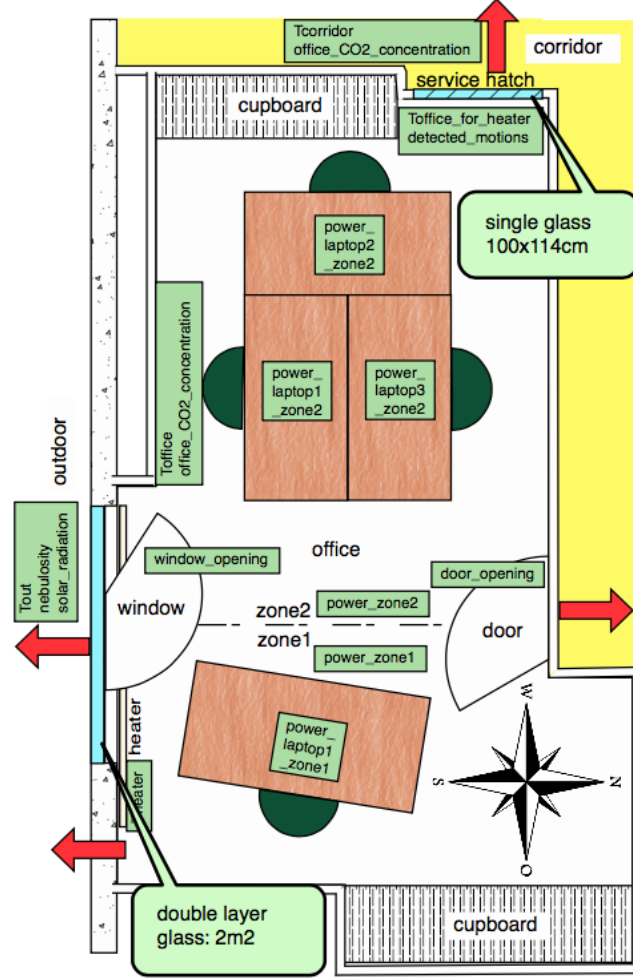 Tcorridor
office_CO2_concentration
corridor
service hatch
cupboard
Toffice_for_heater
detected_motions
single glass
100x114cm
power_
laptop2
_zone2
power_
laptop1
_zone2
power_
laptop3
_zone2
Toffice
office_CO2_concentration
outdoor
Tout
nebulosity
solar_radiation
office
window_opening
door_opening
window
zone2
power_zone2
door
zone1
power_zone1
W
S
N
O
heater
heater
power_
laptop1
_zone1
double layer
glass: 2m2
cupboard